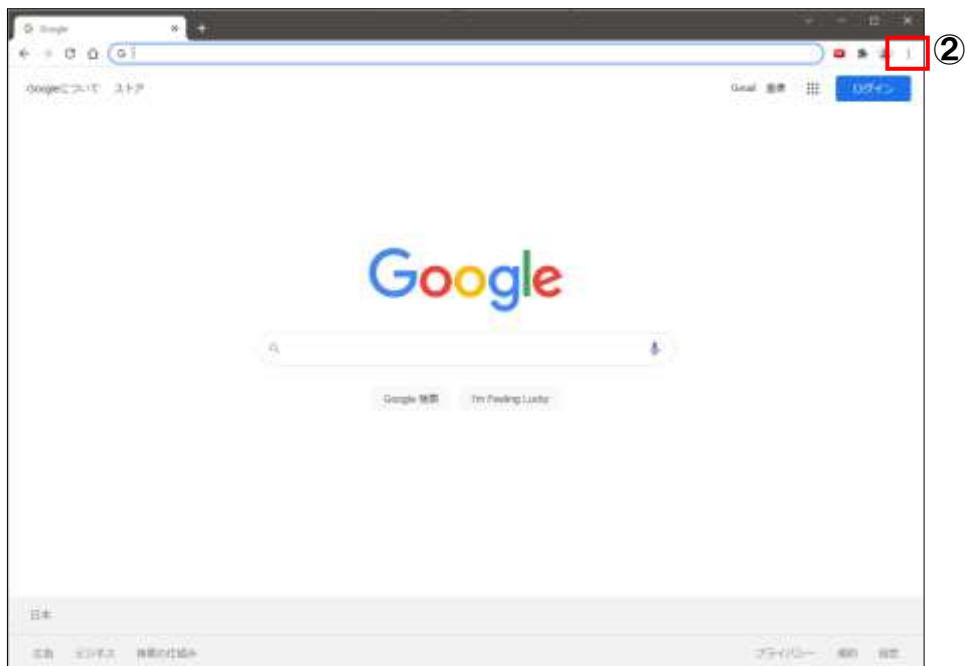 Google
②
Googleについて ストア
Gmail 画像 ログイン
Google
Google 検索 I'm Feeling Lucky
日本
広告 ビジネス 検索の仕組み プライバシー 規約 設定